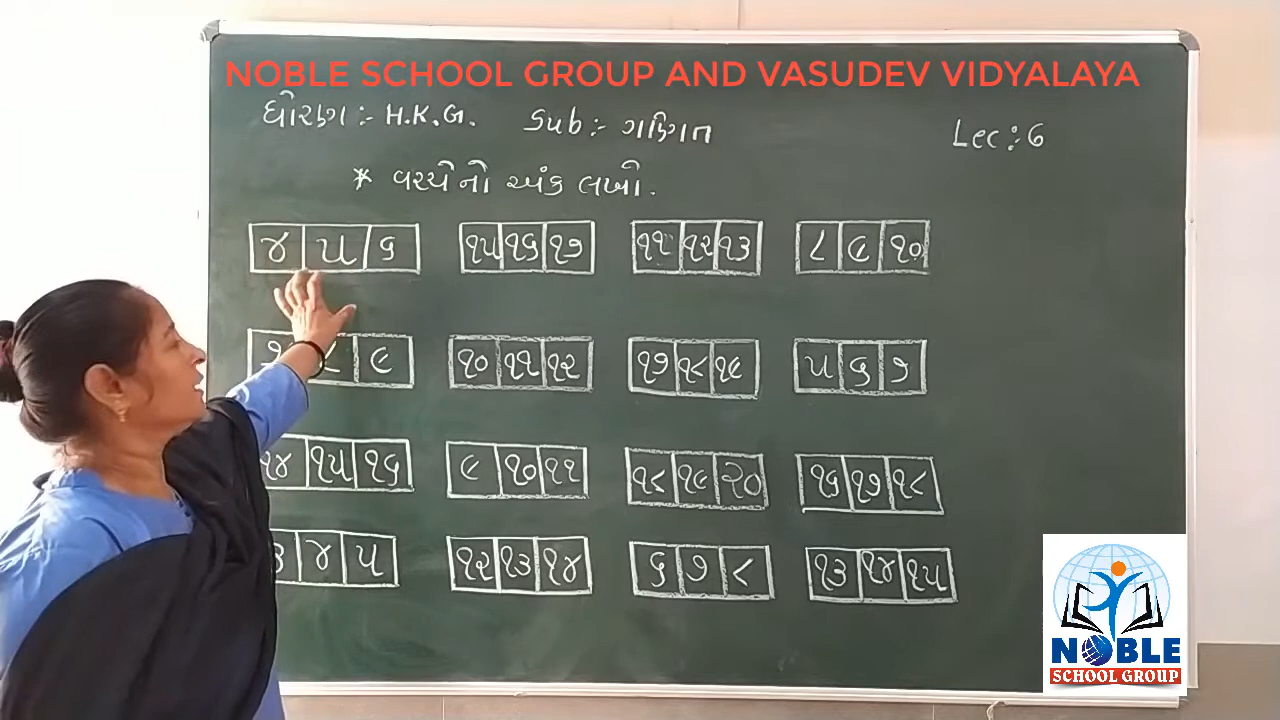 NOBLE SCHOOL GROUP AND VASUDEV VIDYALAYA
ધોરણ :- H.K.G. Sub :- ગણિત Lec : 6
* વચ્ચેનો અંક લખો.
૪ ૫ ૬ ૧૫ ૧૬ ૧૭ ૧૧ ૧૨ ૧૩ ૮ ૯ ૧૦
૭ ૮ ૯ ૧૦ ૧૧ ૧૨ ૧૭ ૧૮ ૧૯ ૫ ૬ ૭
૧૪ ૧૫ ૧૬ ૯ ૧૦ ૧૧ ૧૮ ૧૯ ૨૦ ૧૬ ૧૭ ૧૮
૩ ૪ ૫ ૧૨ ૧૩ ૧૪ ૬ ૭ ૮ ૧૩ ૧૪ ૧૫
NOBLE
SCHOOL GROUP